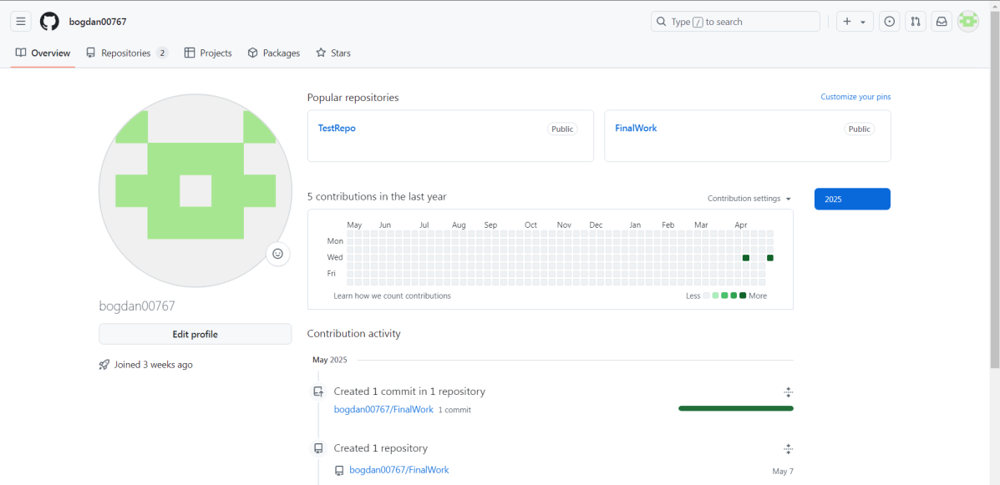 bogdan00767
Type / to search
Overview
Repositories 2
Projects
Packages
Stars
Popular repositories
Customize your pins
TestRepo
Public
FinalWork
Public
5 contributions in the last year
Contribution settings
2025
May Jun Jul Aug Sep Oct Nov Dec Jan Feb Mar Apr
Mon
Wed
Fri
Learn how we count contributions
Less
More
bogdan00767
Edit profile
Joined 3 weeks ago
Contribution activity
May 2025
Created 1 commit in 1 repository
bogdan00767/FinalWork 1 commit
Created 1 repository
bogdan00767/FinalWork
May 7